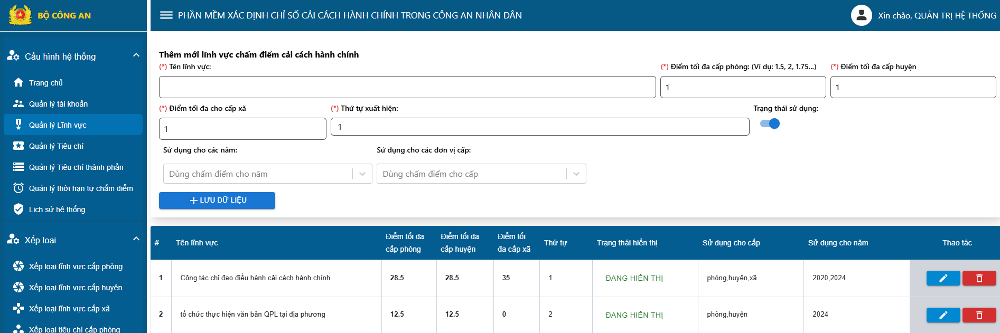 BỘ CÔNG AN
PHẦN MỀM XÁC ĐỊNH CHỈ SỐ CẢI CÁCH HÀNH CHÍNH TRONG CÔNG AN NHÂN DÂN
Xin chào, QUẢN TRỊ HỆ THỐNG
Cấu hình hệ thống
Trang chủ
Quản lý tài khoản
Quản lý Lĩnh vực
Quản lý Tiêu chí
Quản lý Tiêu chí thành phần
Quản lý thời hạn tự chấm điểm
Lịch sử hệ thống
Xếp loại
Xếp loại lĩnh vực cấp phòng
Xếp loại lĩnh vực cấp huyện
Xếp loại lĩnh vực cấp xã
Xếp loại tiêu chí cấp phòng
Thêm mới lĩnh vực chấm điểm cải cách hành chính
(*) Tên lĩnh vực:
(*) Điểm tối đa cấp phòng: (Ví dụ: 1.5, 2, 1.75...)
1
(*) Điểm tối đa cấp huyện
1
(*) Điểm tối đa cho cấp xã
1
(*) Thứ tự xuất hiện:
1
Trạng thái sử dụng:
Sử dụng cho các năm:
Dùng chấm điểm cho năm
Sử dụng cho các đơn vị cấp:
Dùng chấm điểm cho cấp
LƯU DỮ LIỆU
# Tên lĩnh vực Điểm tối đa cấp phòng Điểm tối đa cấp huyện Điểm tối đa cấp xã Thứ tự Trạng thái hiển thị Sử dụng cho cấp Sử dụng cho năm Thao tác
1 Công tác chỉ đạo điều hành cải cách hành chính 28.5 28.5 35 1 ĐANG HIỂN THỊ phòng,huyện,xã 2020,2024
2 tổ chức thực hiện văn bản QPL tại địa phương 12.5 12.5 0 2 ĐANG HIỂN THỊ phòng,huyện 2024